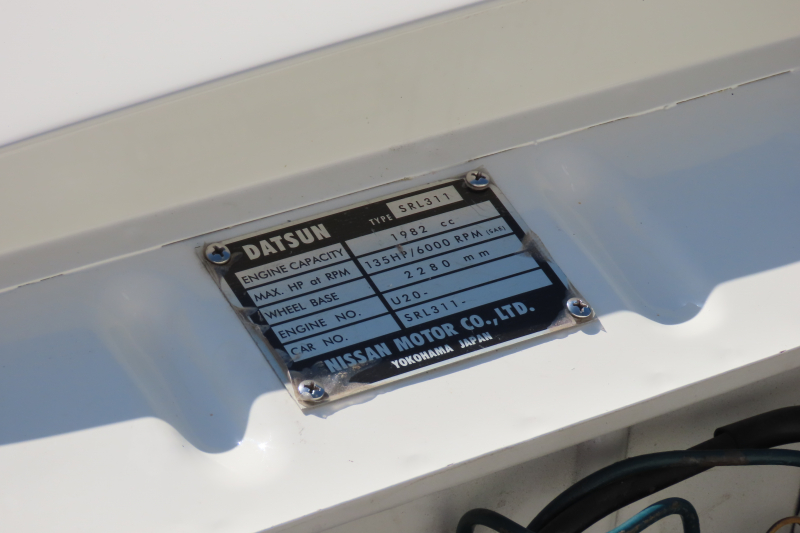 DATSUN TYPE SRL311
ENGINE CAPACITY 1982 cc
MAX. HP at RPM 135HP/6000 RPM (SAE)
WHEEL BASE 2280 mm
ENGINE NO. U20-
CAR NO. SRL311-
NISSAN MOTOR CO., LTD.
YOKOHAMA JAPAN